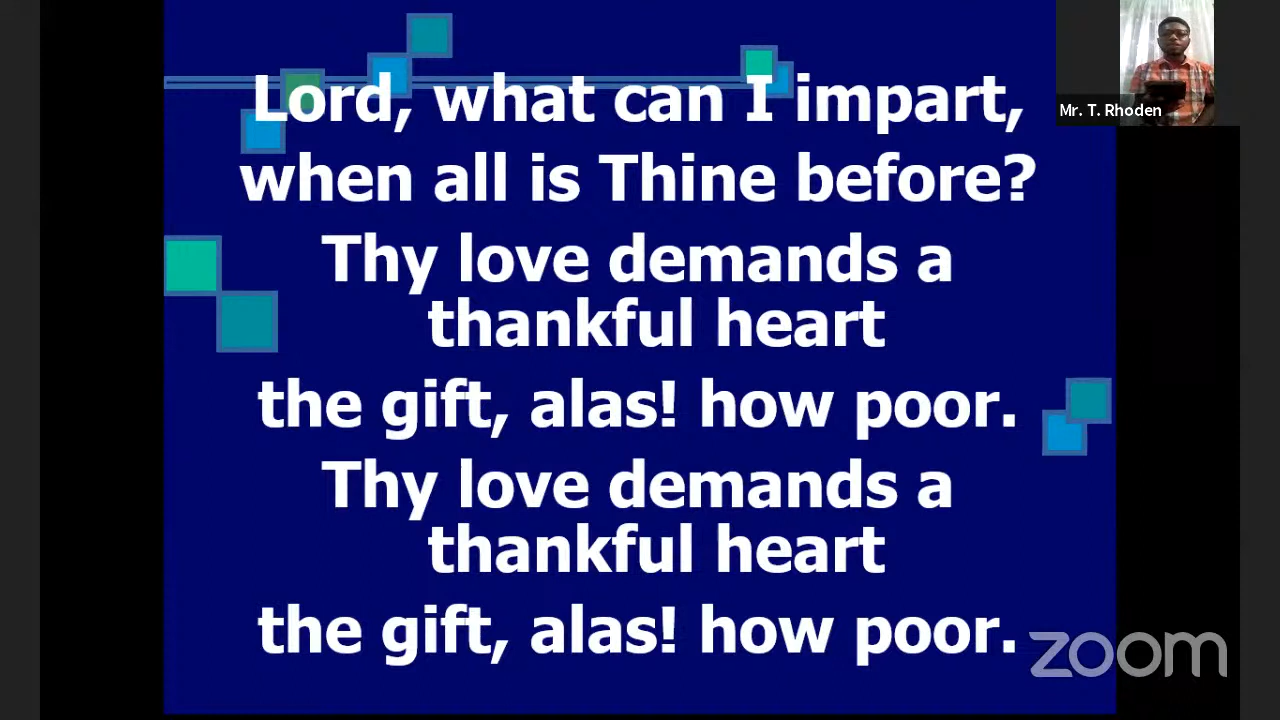 Lord, what can I impart,
when all is Thine before?
Thy love demands a
thankful heart
the gift, alas! how poor.
Thy love demands a
thankful heart
the gift, alas! how poor.
Mr. T. Rhoden
zoom